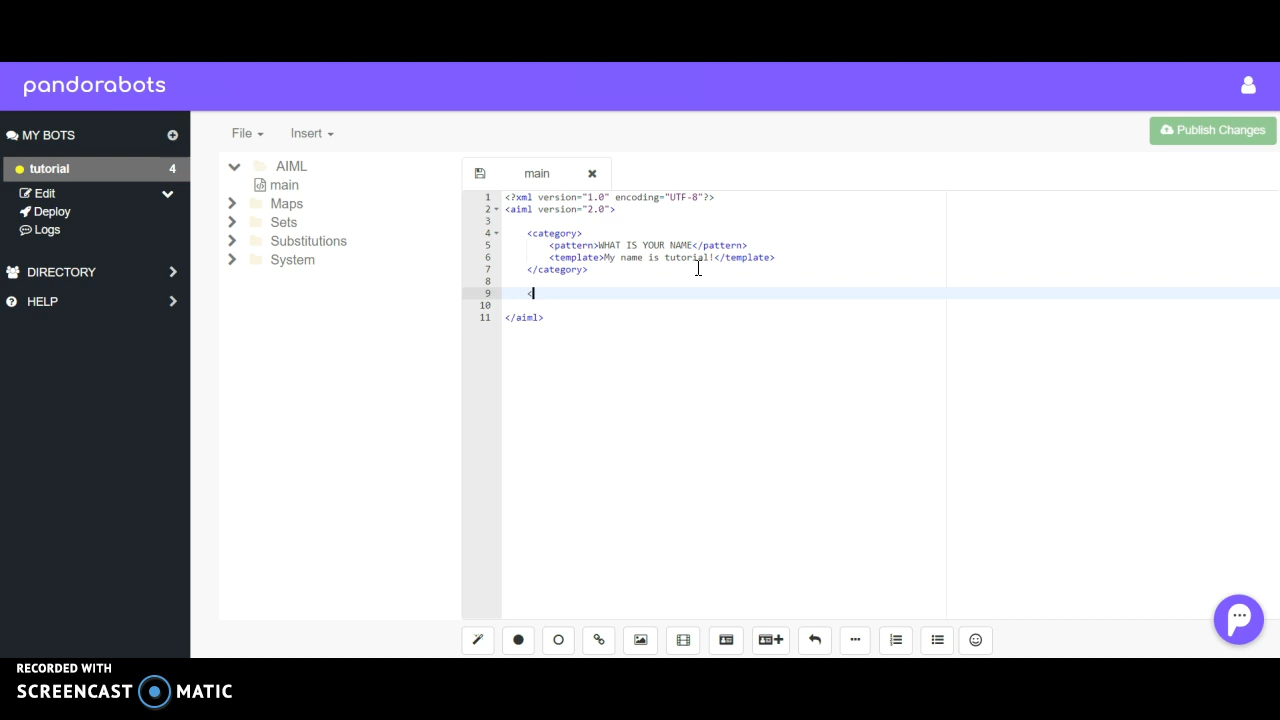 pandorabots
MY BOTS
tutorial 4
Edit
Deploy
Logs
DIRECTORY
HELP
File Insert
Publish Changes
AIML
main
Maps
Sets
Substitutions
System
main
1 <?xml version="1.0" encoding="UTF-8"?>
2 <aiml version="2.0">
3
4 <category>
5 <pattern>WHAT IS YOUR NAME</pattern>
6 <template>My name is tutorial!</template>
7 </category>
8
9 <
10
11 </aiml>
RECORDED WITH
SCREENCAST MATIC